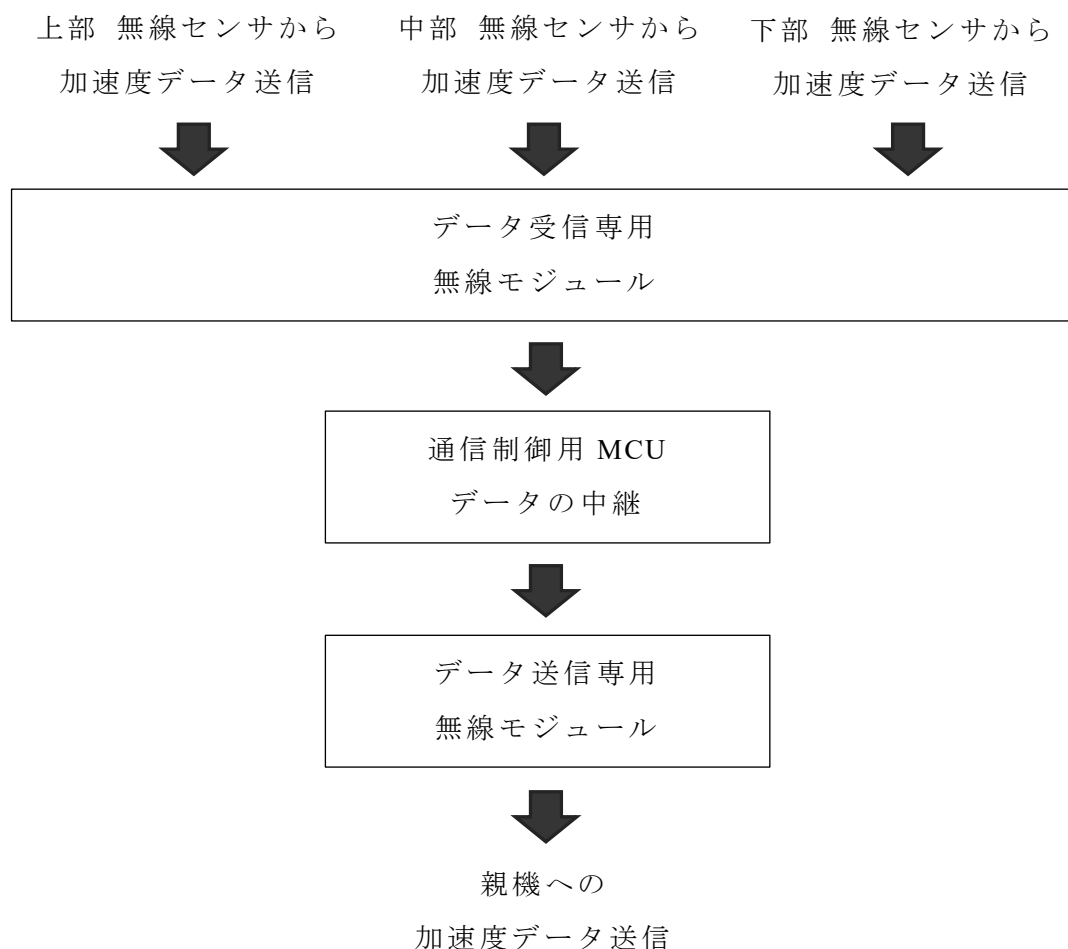 上部 無線センサから
加速度データ送信
中部 無線センサから
加速度データ送信
下部 無線センサから
加速度データ送信
データ受信専用
無線モジュール
通信制御用 MCU
データの中継
データ送信専用
無線モジュール
親機への
加速度データ送信